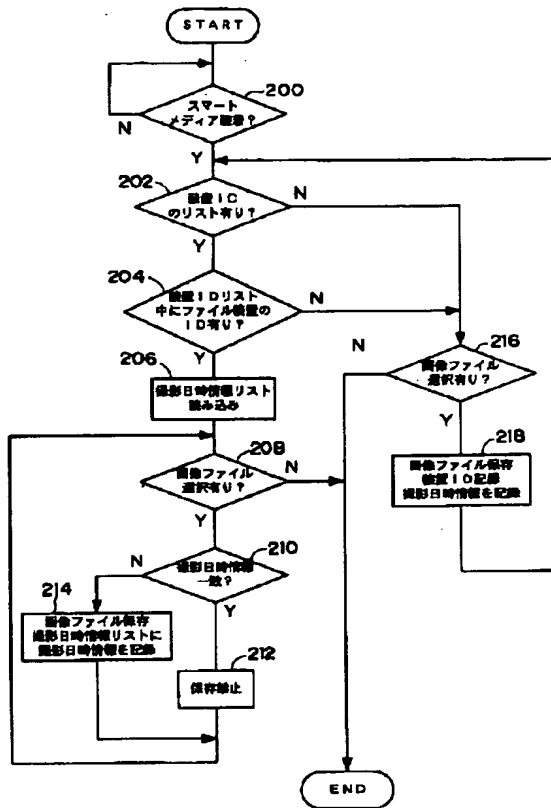 START
200
スマート
メディア装着?
N
Y
202
装置IC
のリスト有り?
N
Y
204
装置IDリスト
中にファイル装置の
ID有り?
N
Y
206
撮影日時情報リスト
読み込み
216
画像ファイル
選択有り?
N
Y
218
画像ファイル保存
装置ID記録
撮影日時情報を記録
208
画像ファイル
選択有り?
N
Y
210
撮影日時情報
一致?
N
Y
214
画像ファイル保存
撮影日時情報リストに
撮影日時情報を記録
212
保存禁止
END